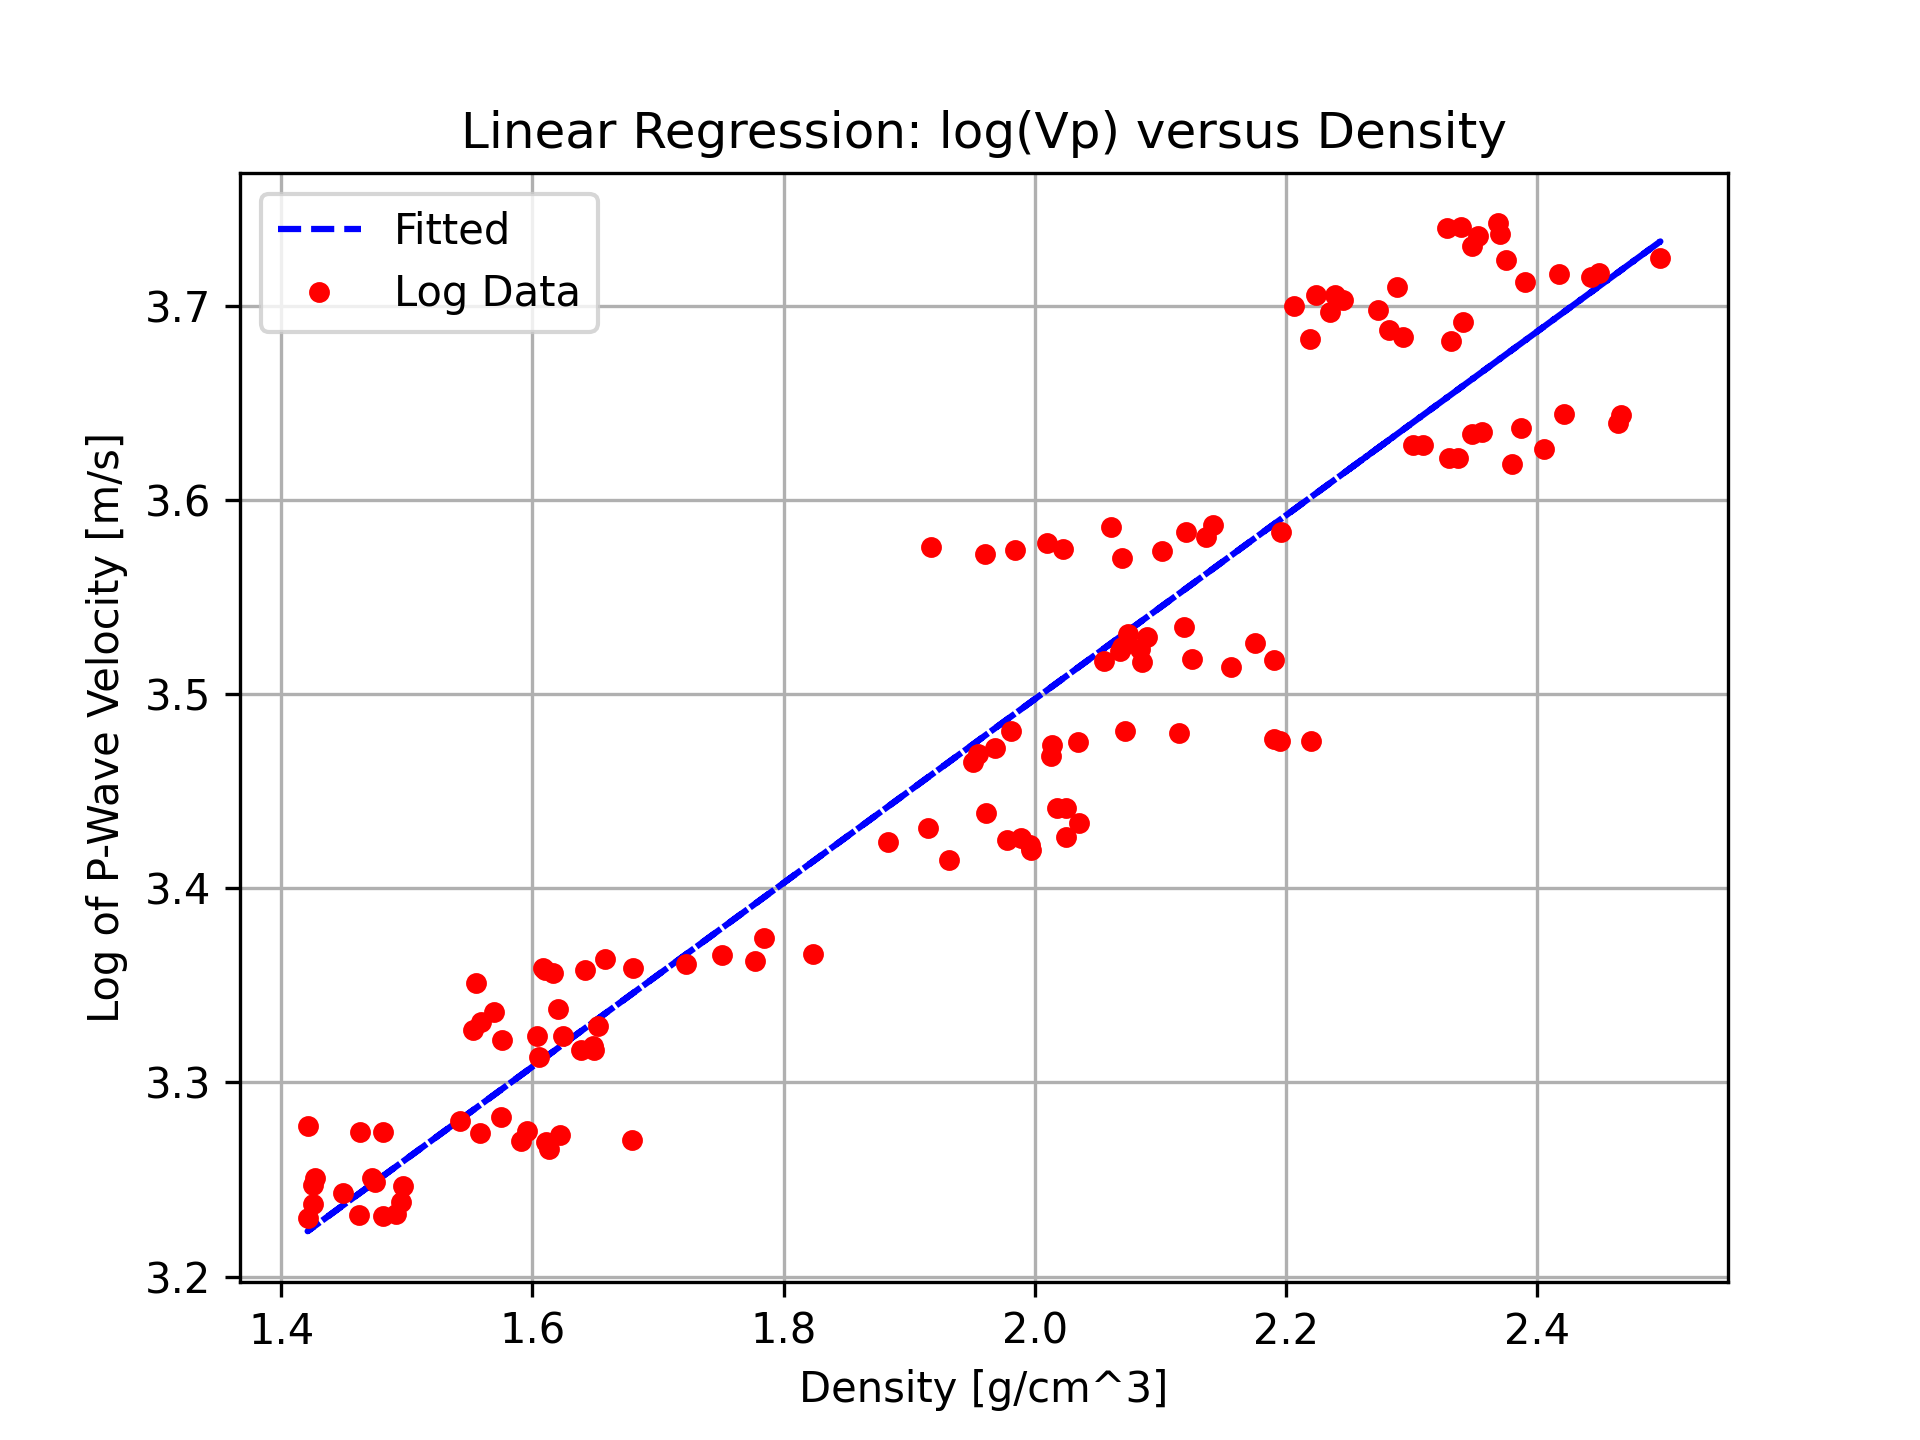 Linear Regression: log(Vp) versus Density
Fitted
Log Data
Log of P-Wave Velocity [m/s]
3.7
3.6
3.5
3.4
3.3
3.2
1.4 1.6 1.8 2.0 2.2 2.4
Density [g/cm^3]